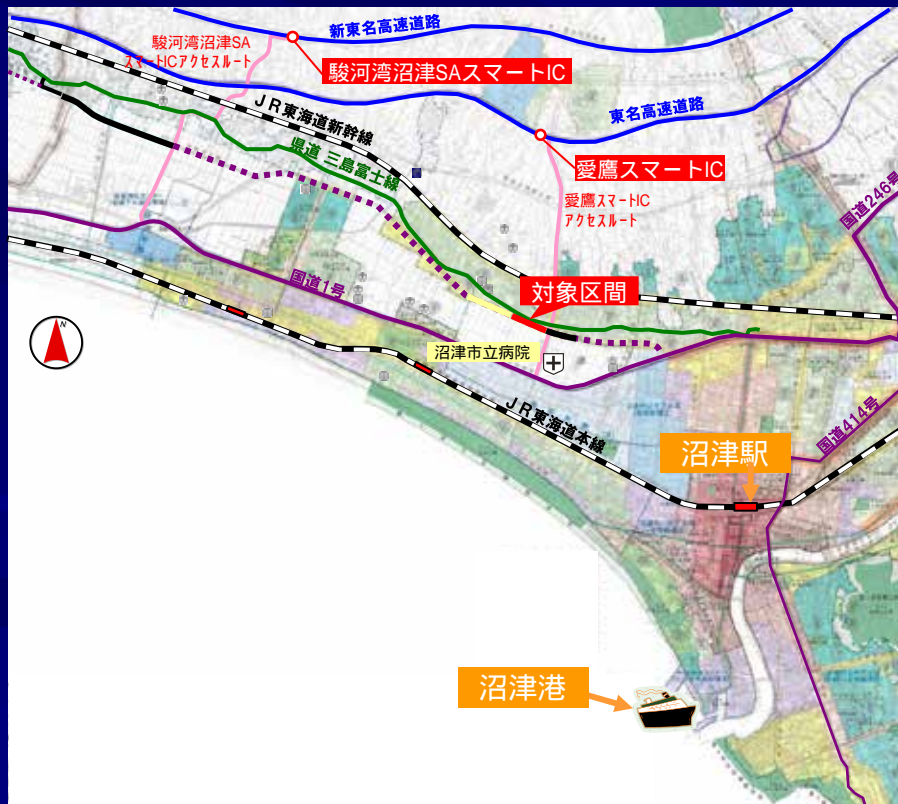 新東名高速道路
駿河湾沼津SA
スマートICアクセスルート
駿河湾沼津SAスマートIC
東名高速道路
JR東海道新幹線
県道 三島富士線
愛鷹スマートIC
愛鷹スマートIC
アクセスルート
国道246号
国道1号
対象区間
N
沼津市立病院
JR東海道本線
国道414号
沼津駅
沼津港